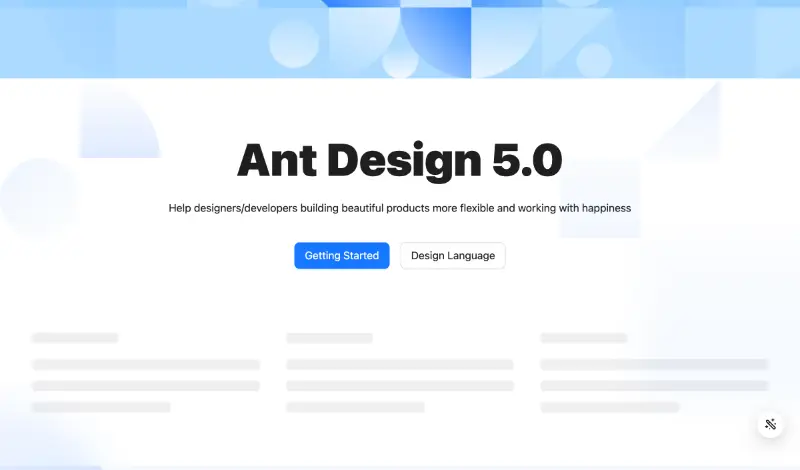 Ant Design 5.0
Help designers/developers building beautiful products more flexible and working with happiness
Getting Started
Design Language